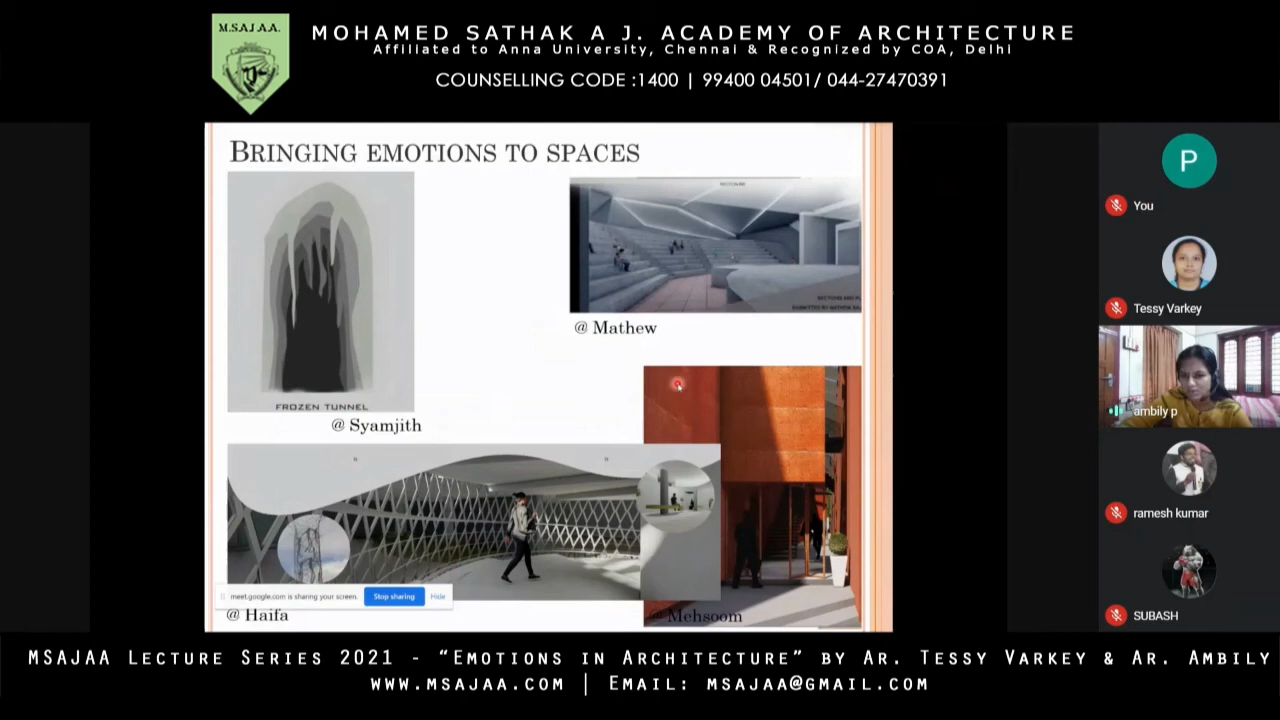 M.SAJ A.A.
MOHAMED SATHAK A J. ACADEMY OF ARCHITECTURE
Affiliated to Anna University, Chennai & Recognized by COA, Delhi
COUNSELLING CODE :1400 | 99400 04501/ 044-27470391
BRINGING EMOTIONS TO SPACES
FROZEN TUNNEL
@ Syamjith
@ Mathew
meet.google.com is sharing your screen.
Stop sharing
Hide
@ Haifa
@ Mehsoom
P
You
Tessy Varkey
ambily p
ramesh kumar
SUBASH
MSAJAA LECTURE SERIES 2021 - “EMOTIONS IN ARCHITECTURE” BY AR. TESSY VARKEY & AR. AMBILY
WWW.MSAJAA.COM | EMAIL: MSAJAA@GMAIL.COM